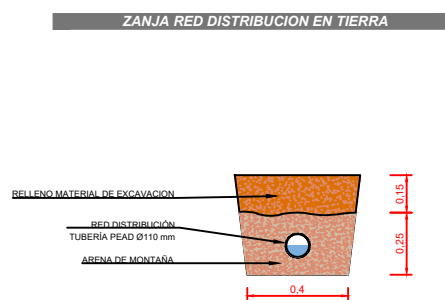 ZANJA RED DISTRIBUCION EN TIERRA
RELLENO MATERIAL DE EXCAVACION
0,15
RED DISTRIBUCIÓN
TUBERÍA PEAD Ø110 mm
0,25
ARENA DE MONTAÑA
0,4